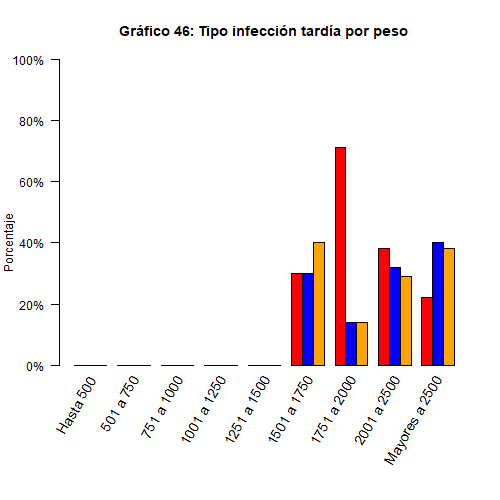 Gráfico 46: Tipo infección tardía por peso
Porcentaje
100%
80%
60%
40%
20%
0%
Hasta 500
501 a 750
751 a 1000
1001 a 1250
1251 a 1500
1501 a 1750
1751 a 2000
2001 a 2500
Mayores a 2500